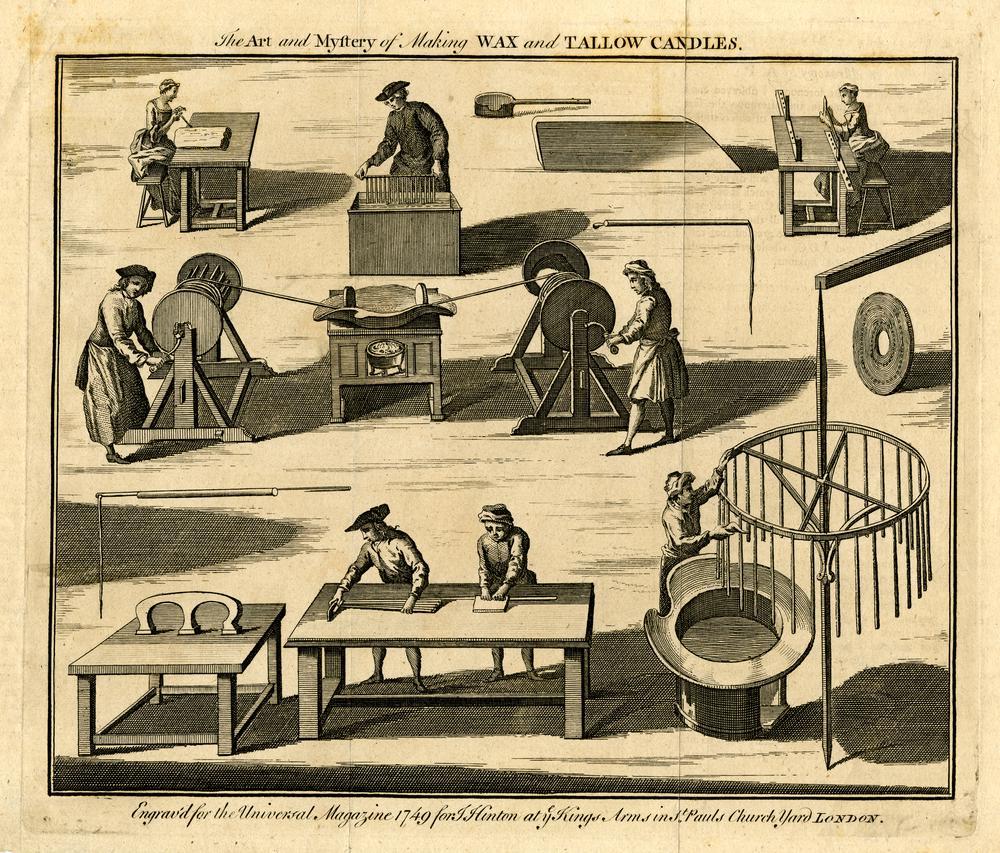 The Art and Myſtery of Making WAX and TALLOW CANDLES.
Engrav'd for the Universal Magazine 1749 for J. Hinton at ye Kings Arms in St. Pauls Church Yard LONDON.